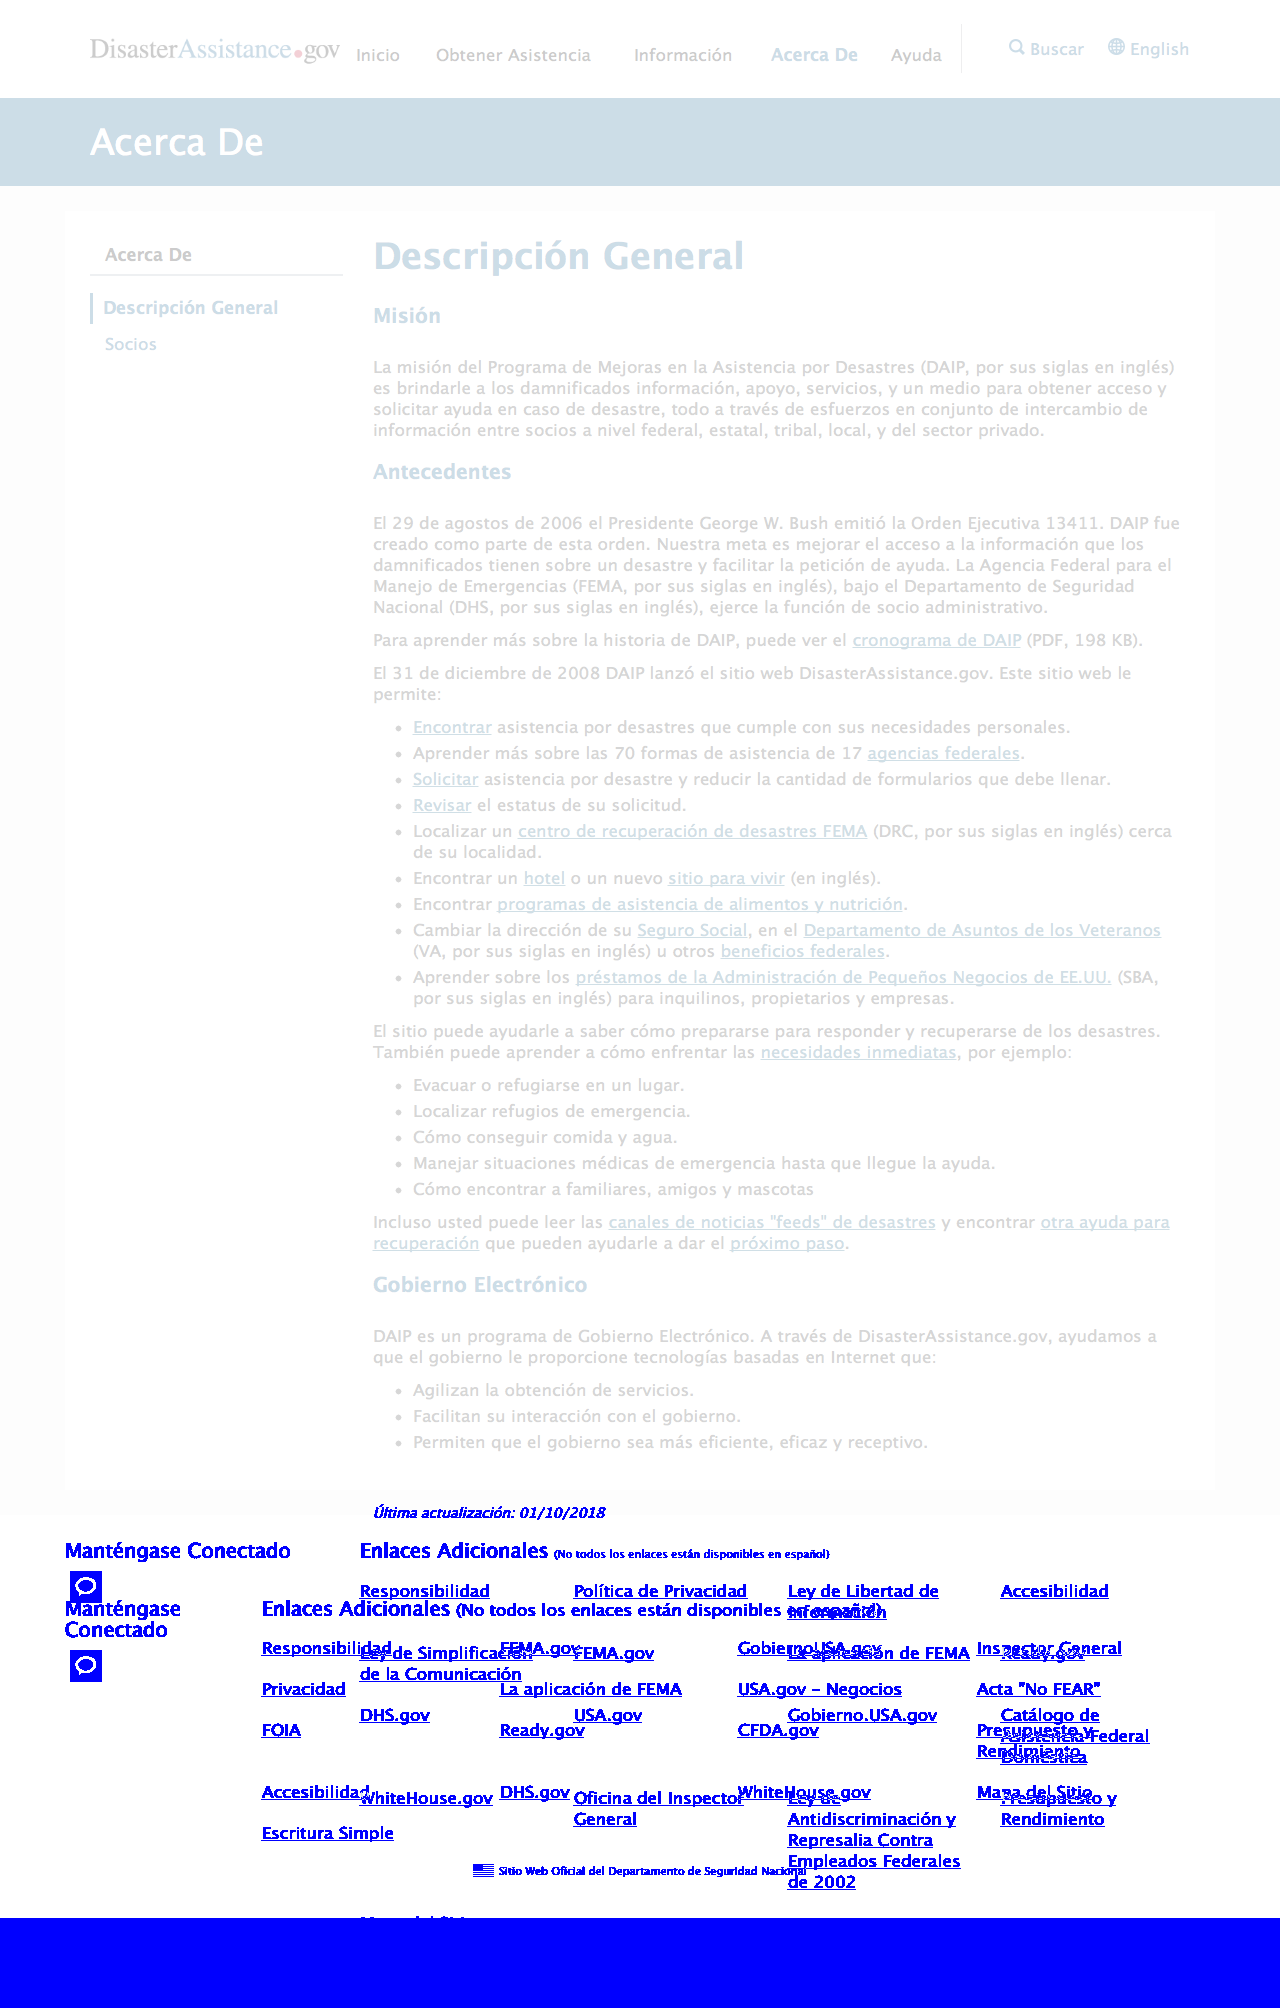 DisasterAssistance.gov Inicio Obtener Asistencia Información Acerca De Ayuda Buscar English
Acerca De
Acerca De
Descripción General
Socios
Descripción General
Misión
La misión del Programa de Mejoras en la Asistencia por Desastres (DAIP, por sus siglas en inglés)
es brindarle a los damnificados información, apoyo, servicios, y un medio para obtener acceso y
solicitar ayuda en caso de desastre, todo a través de esfuerzos en conjunto de intercambio de
información entre socios a nivel federal, estatal, tribal, local, y del sector privado.
Antecedentes
El 29 de agostos de 2006 el Presidente George W. Bush emitió la Orden Ejecutiva 13411. DAIP fue
creado como parte de esta orden. Nuestra meta es mejorar el acceso a la información que los
damnificados tienen sobre un desastre y facilitar la petición de ayuda. La Agencia Federal para el
Manejo de Emergencias (FEMA, por sus siglas en inglés), bajo el Departamento de Seguridad
Nacional (DHS, por sus siglas en inglés), ejerce la función de socio administrativo.
Para aprender más sobre la historia de DAIP, puede ver el cronograma de DAIP (PDF, 198 KB).
El 31 de diciembre de 2008 DAIP lanzó el sitio web DisasterAssistance.gov. Este sitio web le
permite:
• Encontrar asistencia por desastres que cumple con sus necesidades personales.
• Aprender más sobre las 70 formas de asistencia de 17 agencias federales.
• Solicitar asistencia por desastre y reducir la cantidad de formularios que debe llenar.
• Revisar el estatus de su solicitud.
• Localizar un centro de recuperación de desastres FEMA (DRC, por sus siglas en inglés) cerca
de su localidad.
• Encontrar un hotel o un nuevo sitio para vivir (en inglés).
• Encontrar programas de asistencia de alimentos y nutrición.
• Cambiar la dirección de su Seguro Social, en el Departamento de Asuntos de los Veteranos
(VA, por sus siglas en inglés) u otros beneficios federales.
• Aprender sobre los préstamos de la Administración de Pequeños Negocios de EE.UU. (SBA,
por sus siglas en inglés) para inquilinos, propietarios y empresas.
El sitio puede ayudarle a saber cómo prepararse para responder y recuperarse de los desastres.
También puede aprender a cómo enfrentar las necesidades inmediatas, por ejemplo:
• Evacuar o refugiarse en un lugar.
• Localizar refugios de emergencia.
• Cómo conseguir comida y agua.
• Manejar situaciones médicas de emergencia hasta que llegue la ayuda.
• Cómo encontrar a familiares, amigos y mascotas
Incluso usted puede leer las canales de noticias "feeds" de desastres y encontrar otra ayuda para
recuperación que pueden ayudarle a dar el próximo paso.
Gobierno Electrónico
DAIP es un programa de Gobierno Electrónico. A través de DisasterAssistance.gov, ayudamos a
que el gobierno le proporcione tecnologías basadas en Internet que:
• Agilizan la obtención de servicios.
• Facilitan su interacción con el gobierno.
• Permiten que el gobierno sea más eficiente, eficaz y receptivo.
Última actualización: 01/10/2018
Manténgase Conectado
Enlaces Adicionales (No todos los enlaces están disponibles en español)
Responsibilidad Política de Privacidad Ley de Libertad de Accesibilidad
Información
Ley de Simplificación FEMA.gov La aplicación de FEMA Ready.gov
de la Comunicación
DHS.gov USA.gov Gobierno.USA.gov Catálogo de
Asistencia Federal
Doméstica
WhiteHouse.gov Oficina del Inspector Ley de Presupuesto y
General Antidiscriminación y Rendimiento
Represalia Contra
Empleados Federales
de 2002
Manténgase
Conectado
Enlaces Adicionales (No todos los enlaces están disponibles en español)
Responsibilidad FEMA.gov GobiernoUSA.gov Inspector General
Privacidad La aplicación de FEMA USA.gov – Negocios Acta "No FEAR"
FOIA Ready.gov CFDA.gov Presupuesto y
Rendimiento
Accesibilidad DHS.gov WhiteHouse.gov Mapa del Sitio
Escritura Simple
Sitio Web Oficial del Departamento de Seguridad Nacional